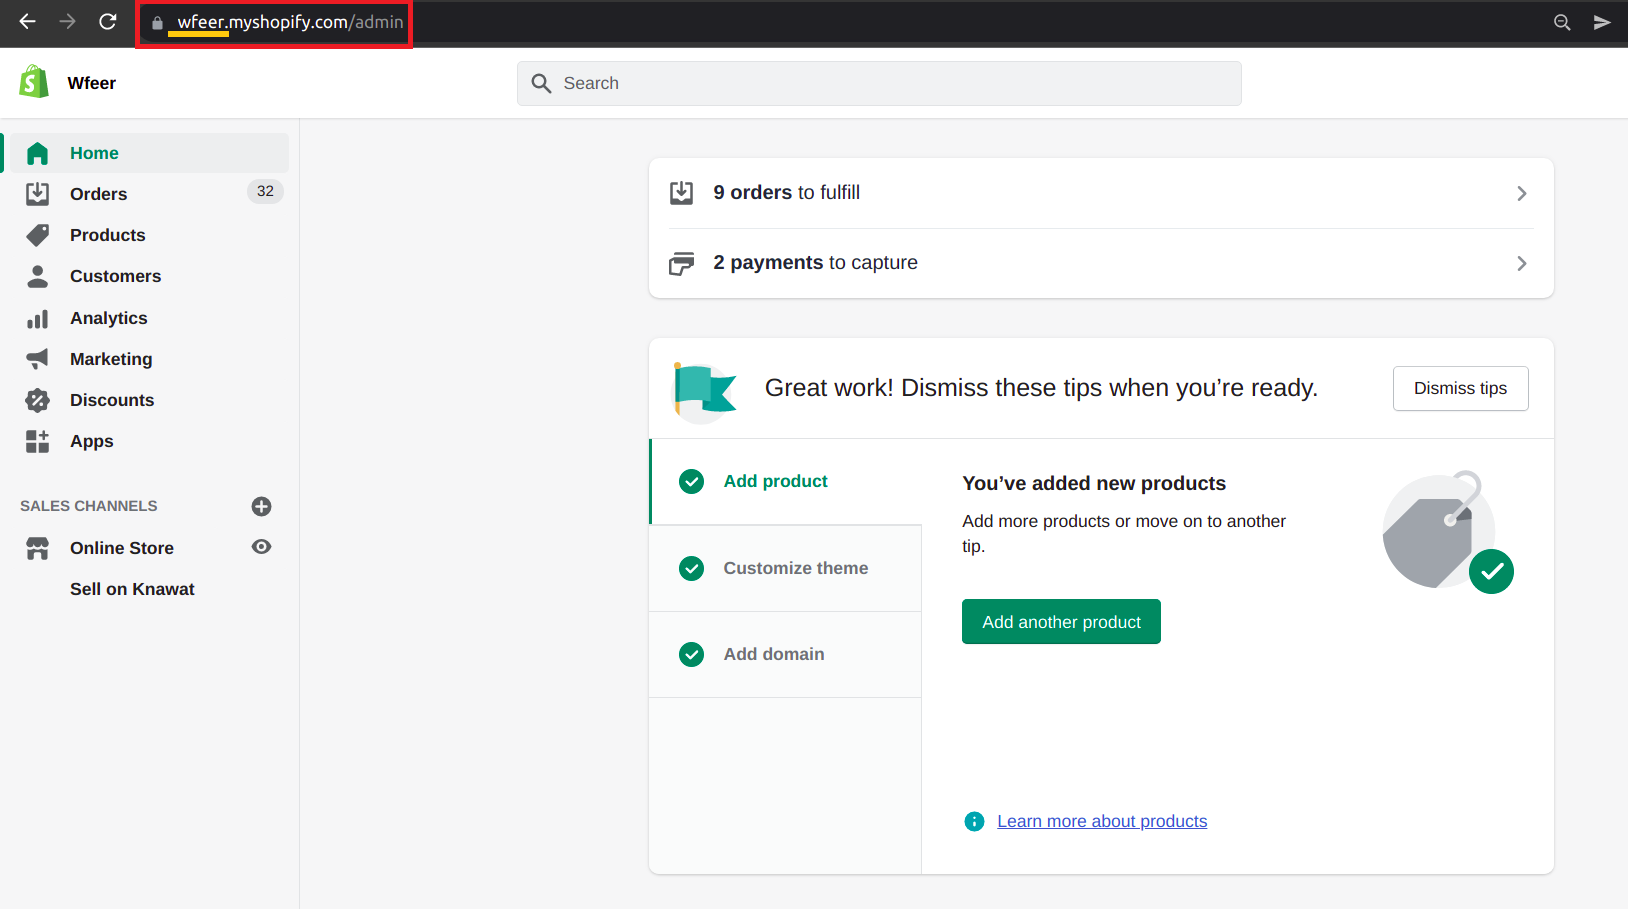 wfeer.myshopify.com/admin
Wfeer
Search
Home
Orders 32
Products
Customers
Analytics
Marketing
Discounts
Apps
SALES CHANNELS
Online Store
Sell on Knawat
9 orders to fulfill
2 payments to capture
Great work! Dismiss these tips when you’re ready.
Dismiss tips
Add product
Customize theme
Add domain
You’ve added new products
Add more products or move on to another
tip.
Add another product
Learn more about products